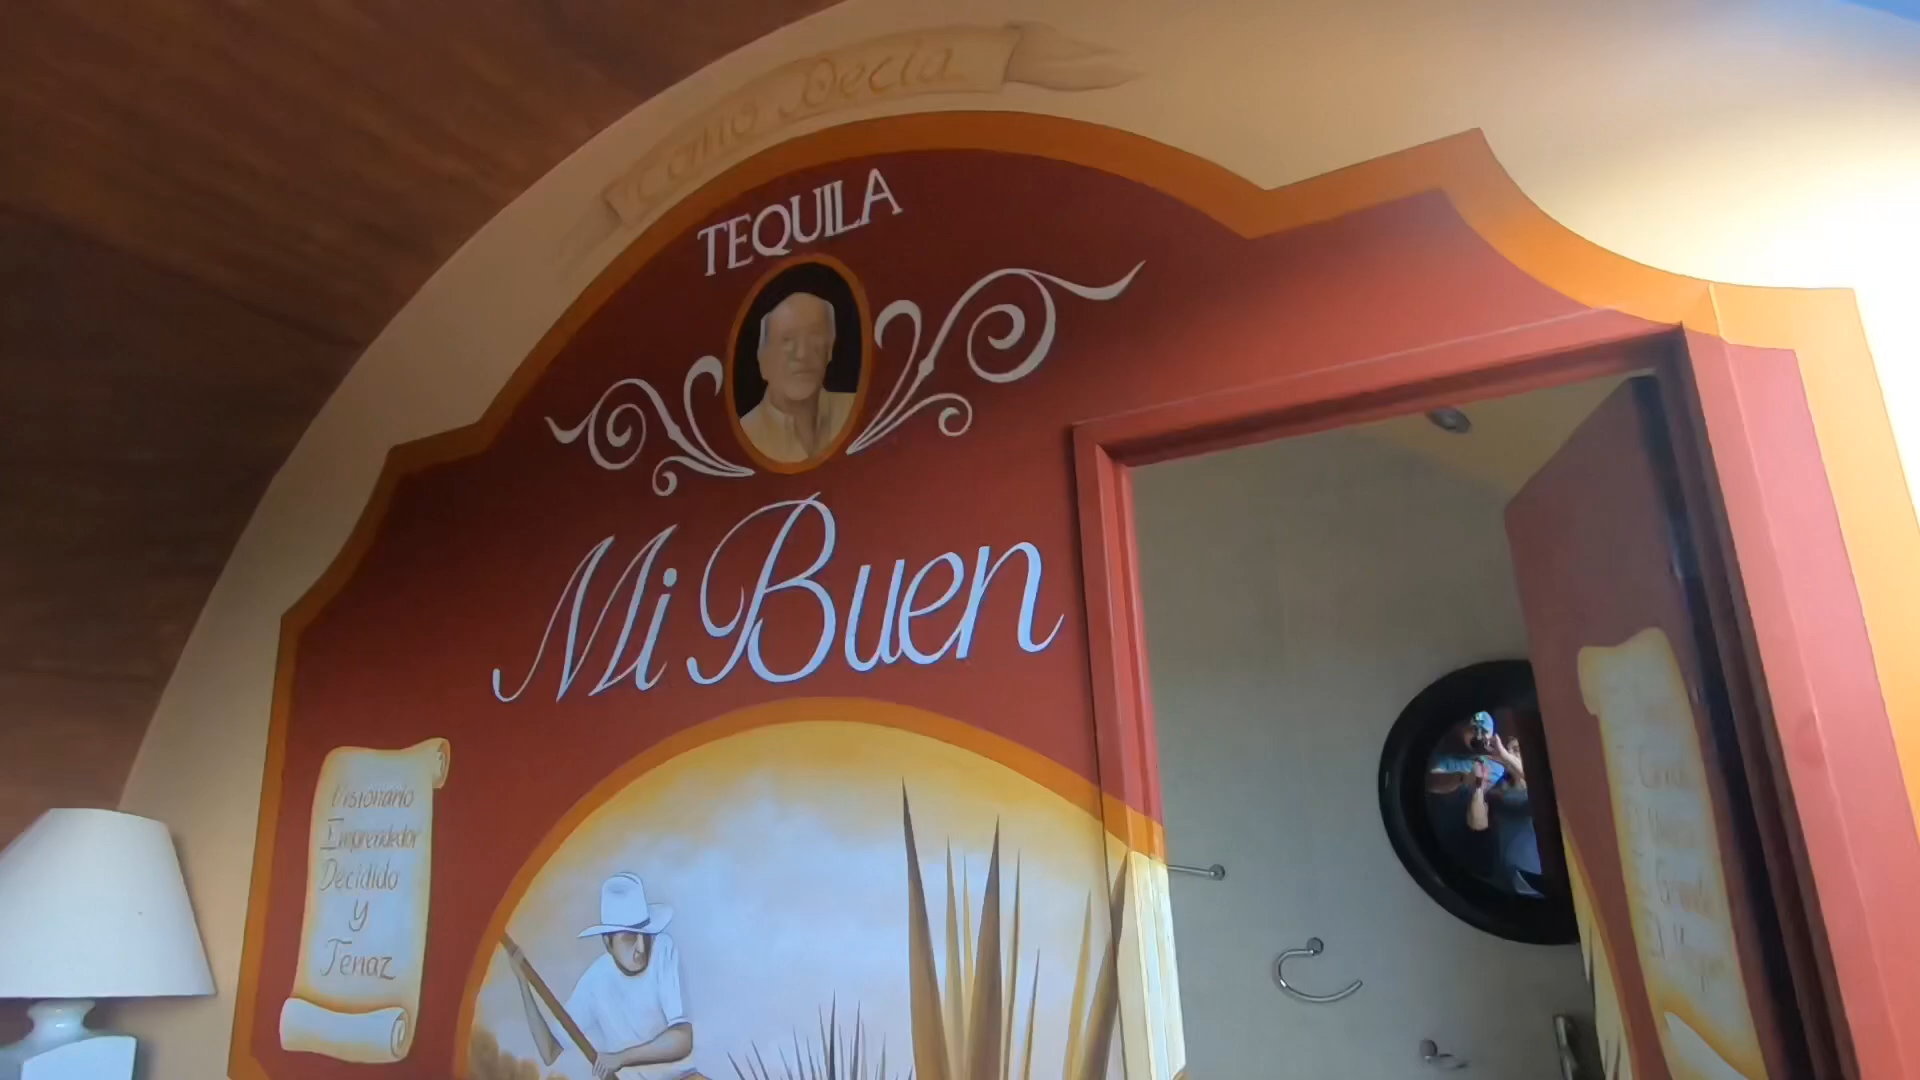 Como Decía
TEQUILA
Mi Buen
Visionario
Emprendedor
Decidido
y
Tenaz